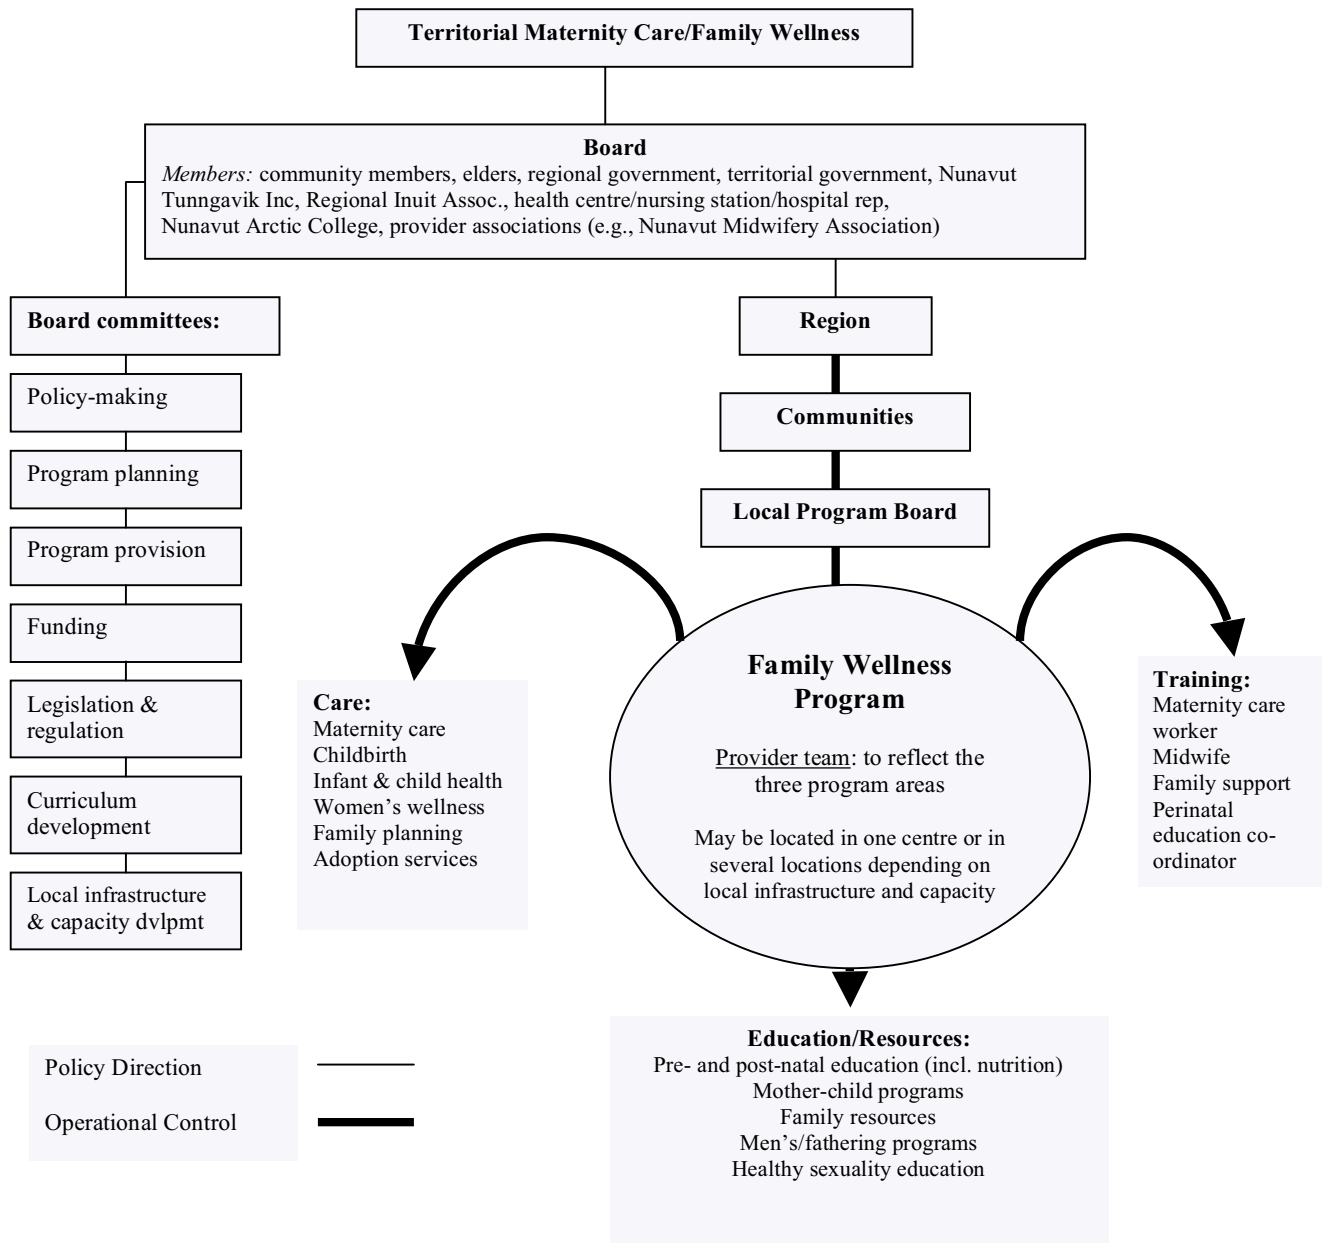 Territorial Maternity Care/Family Wellness
Board
Members: community members, elders, regional government, territorial government, Nunavut
Tunngavik Inc, Regional Inuit Assoc., health centre/nursing station/hospital rep,
Nunavut Arctic College, provider associations (e.g., Nunavut Midwifery Association)
Board committees:
Policy-making
Program planning
Program provision
Funding
Legislation &
regulation
Curriculum
development
Local infrastructure
& capacity dvlpmt
Region
Communities
Local Program Board
Family Wellness
Program
Provider team: to reflect the
three program areas
May be located in one centre or in
several locations depending on
local infrastructure and capacity
Care:
Maternity care
Childbirth
Infant & child health
Women’s wellness
Family planning
Adoption services
Training:
Maternity care
worker
Midwife
Family support
Perinatal
education co-
ordinator
Education/Resources:
Pre- and post-natal education (incl. nutrition)
Mother-child programs
Family resources
Men’s/fathering programs
Healthy sexuality education
Policy Direction
Operational Control